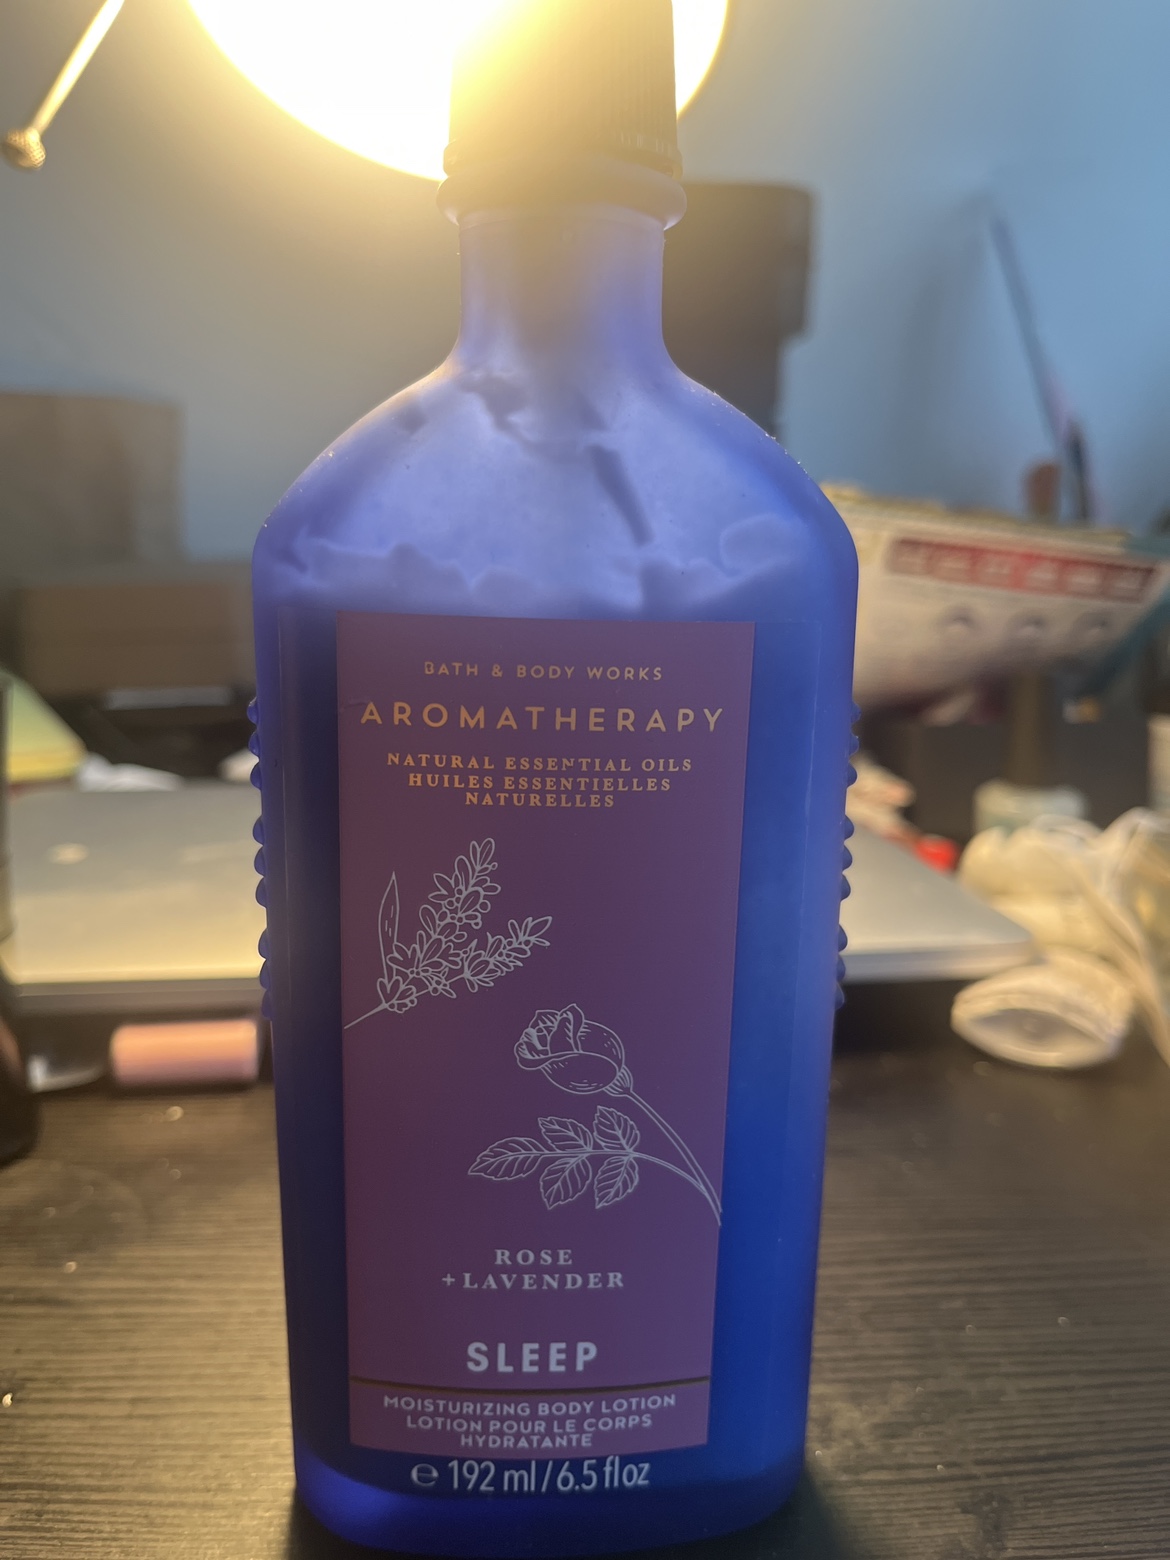 BATH & BODY WORKS
AROMATHERAPY
NATURAL ESSENTIAL OILS
HUILES ESSENTIELLES
NATURELLES
ROSE
+LAVENDER
SLEEP
MOISTURIZING BODY LOTION
LOTION POUR LE CORPS
HYDRATANTE
℮ 192 ml/6.5 fl oz